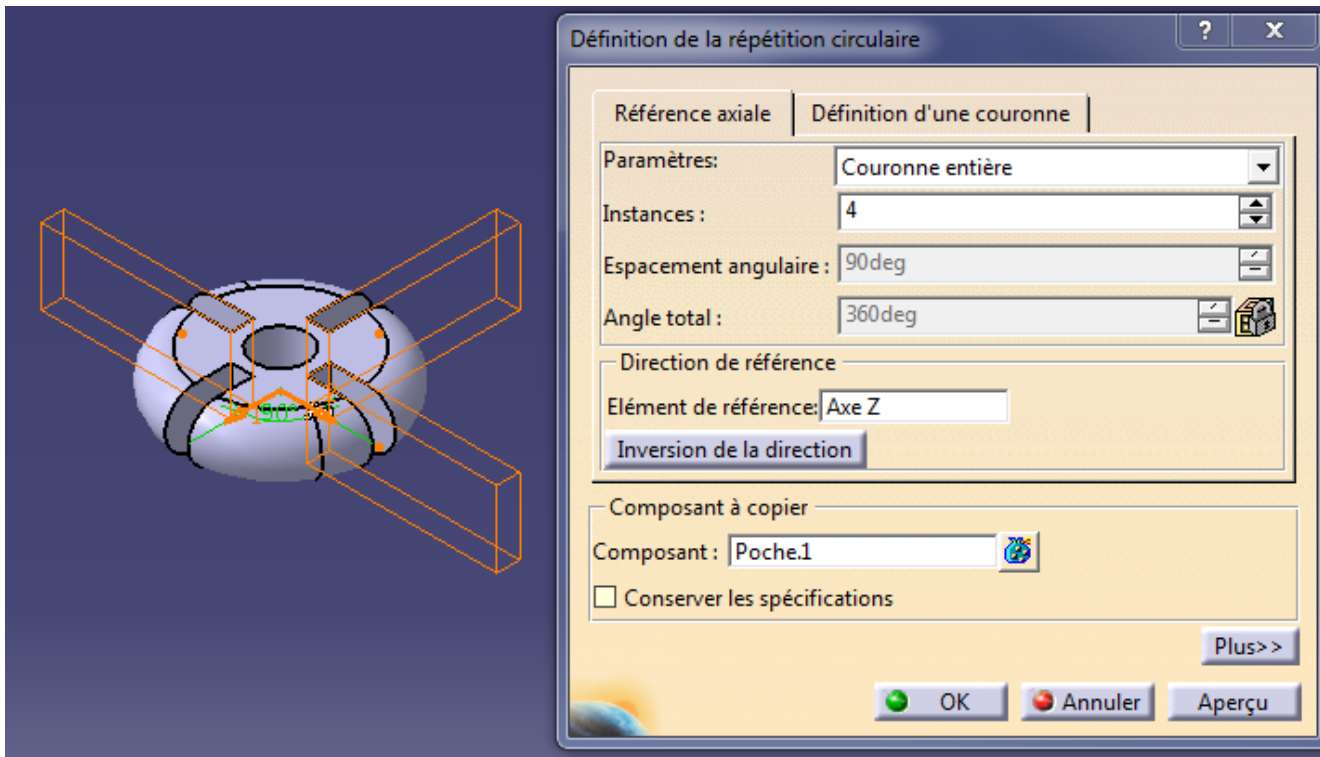 Définition de la répétition circulaire
? X
Référence axiale Définition d'une couronne
Paramètres: Couronne entière
Instances : 4
Espacement angulaire : 90deg
Angle total : 360deg
Direction de référence
Elément de référence: Axe Z
Inversion de la direction
Composant à copier
Composant : Poche.1
Conserver les spécifications
Plus>>
OK Annuler Aperçu
90°